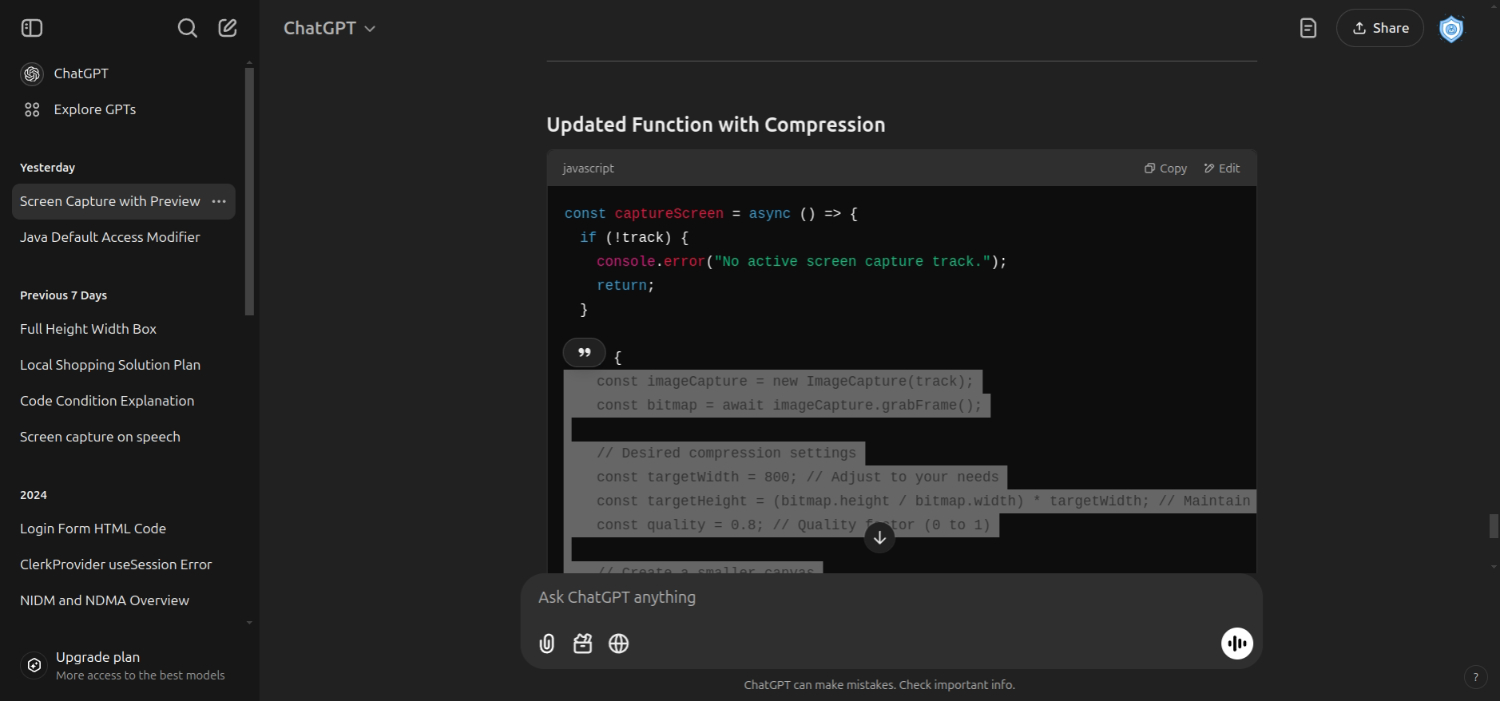 ChatGPT
Share
ChatGPT
Explore GPTs
Yesterday
Screen Capture with Preview
Java Default Access Modifier
Previous 7 Days
Full Height Width Box
Local Shopping Solution Plan
Code Condition Explanation
Screen capture on speech
2024
Login Form HTML Code
ClerkProvider useSession Error
NIDM and NDMA Overview
Upgrade plan
More access to the best models
Updated Function with Compression
javascript
Copy
Edit
const captureScreen = async () => {
if (!track) {
console.error("No active screen capture track.");
return;
}
{
const imageCapture = new ImageCapture(track);
const bitmap = await imageCapture.grabFrame();
// Desired compression settings
const targetWidth = 800; // Adjust to your needs
const targetHeight = (bitmap.height / bitmap.width) * targetWidth; // Maintain
const quality = 0.8; // Quality factor (0 to 1)
// Create a smaller canvas
Ask ChatGPT anything
ChatGPT can make mistakes. Check important info.
?